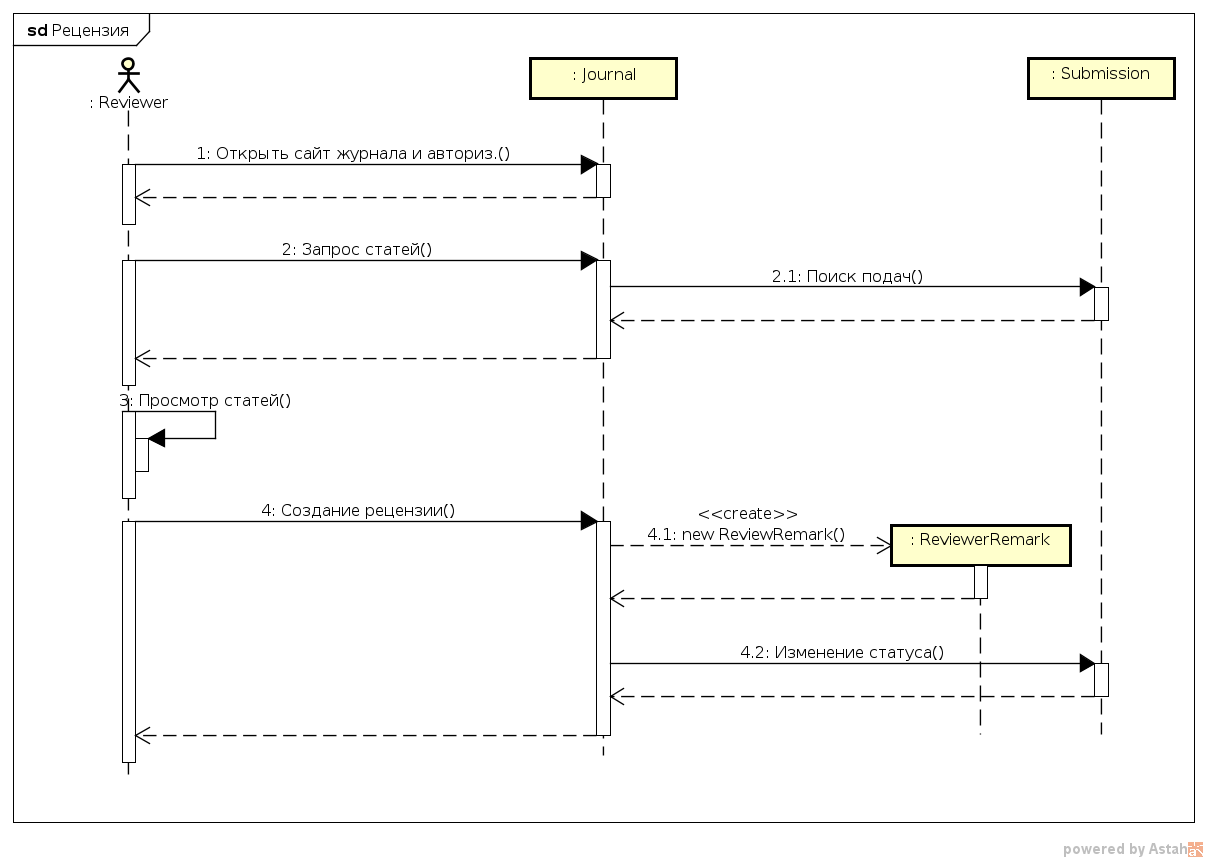 sd Рецензия
: Reviewer
: Journal
: Submission
1: Открыть сайт журнала и авториз.()
2: Запрос статей()
2.1: Поиск подач()
3: Просмотр статей()
4: Создание рецензии()
<<create>>
4.1: new ReviewRemark()
: ReviewerRemark
4.2: Изменение статуса()
powered by Astah